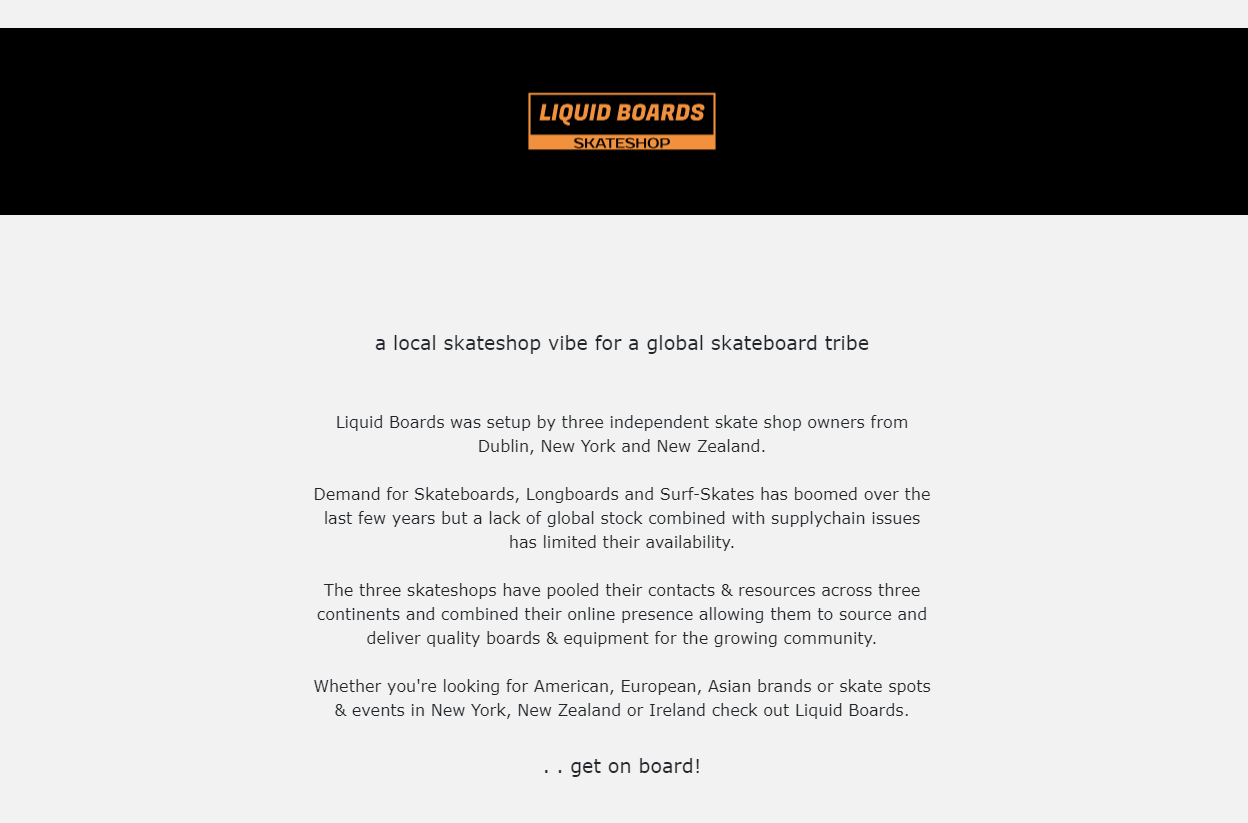 LIQUID BOARDS
SKATESHOP
a local skateshop vibe for a global skateboard tribe
Liquid Boards was setup by three independent skate shop owners from
Dublin, New York and New Zealand.
Demand for Skateboards, Longboards and Surf-Skates has boomed over the
last few years but a lack of global stock combined with supplychain issues
has limited their availability.
The three skateshops have pooled their contacts & resources across three
continents and combined their online presence allowing them to source and
deliver quality boards & equipment for the growing community.
Whether you're looking for American, European, Asian brands or skate spots
& events in New York, New Zealand or Ireland check out Liquid Boards.
. . get on board!